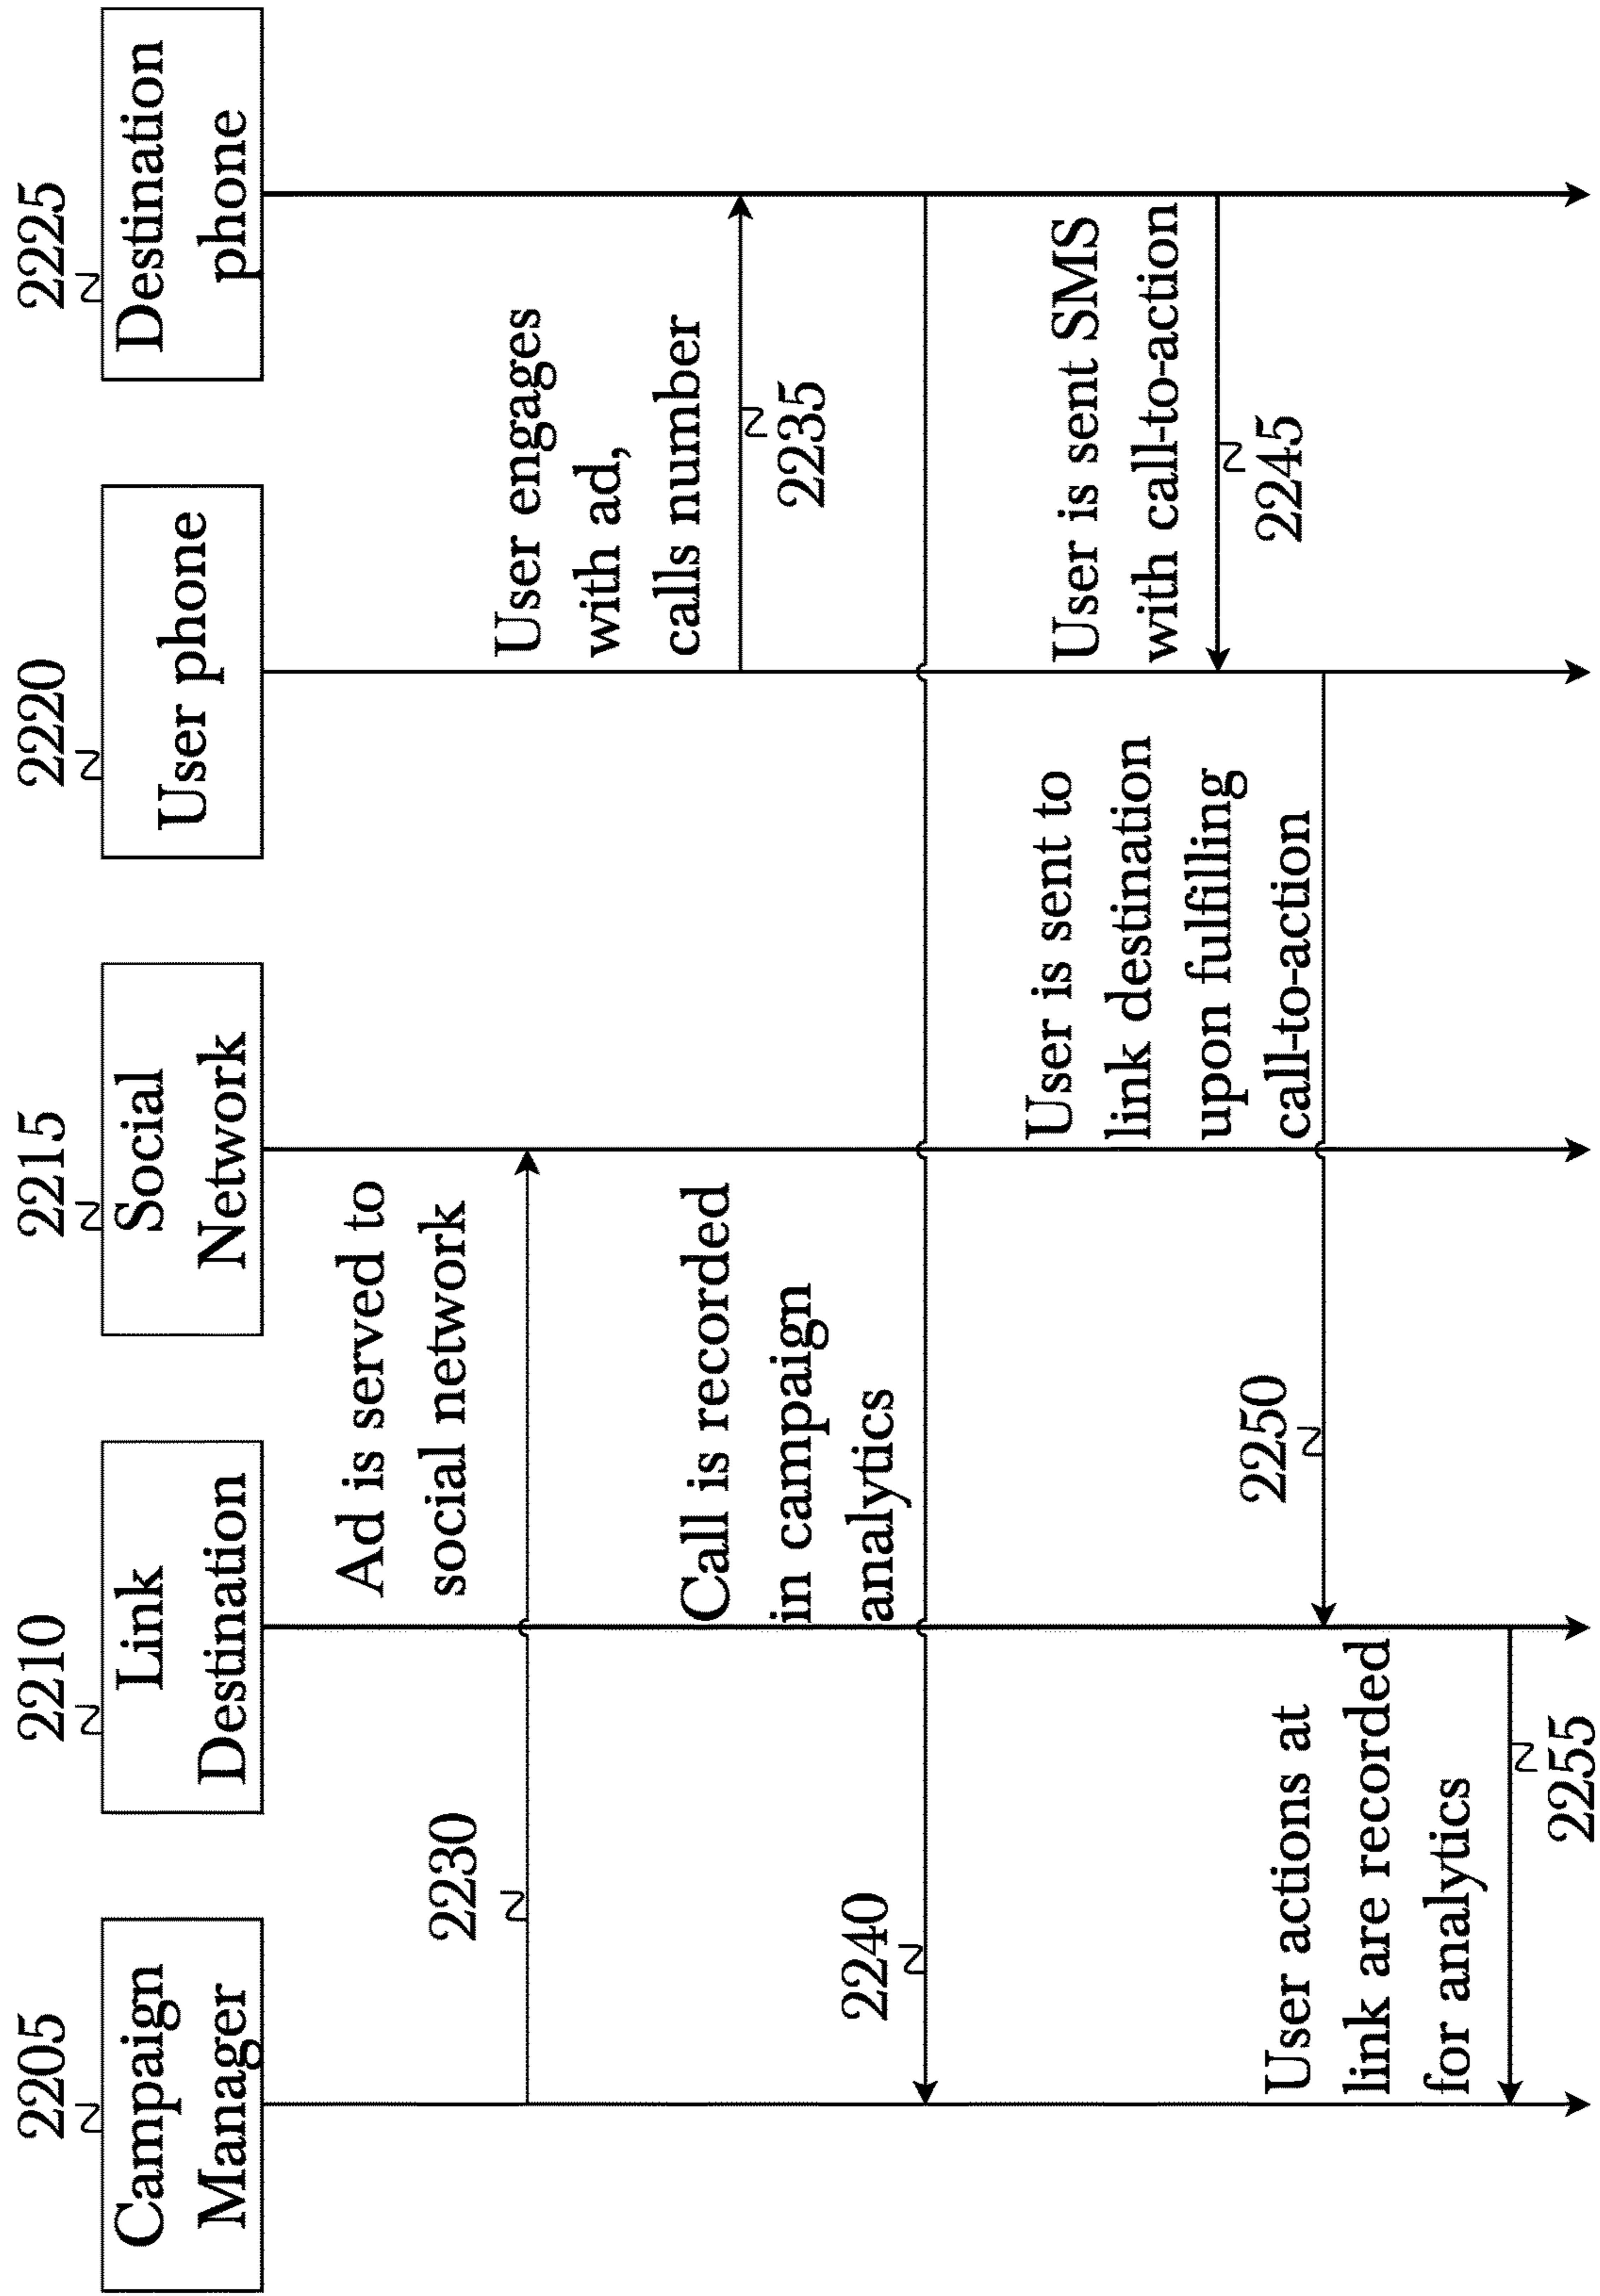 2205
Campaign
Manager
2210
Link
Destination
2215
Social
Network
2220
User phone
2225
Destination
phone
Ad is served to
social network
2230
User engages
with ad,
calls number
2235
Call is recorded
in campaign
analytics
2240
User is sent SMS
with call-to-action
2245
User is sent to
link destination
upon fulfilling
call-to-action
2250
User actions at
link are recorded
for analytics
2255